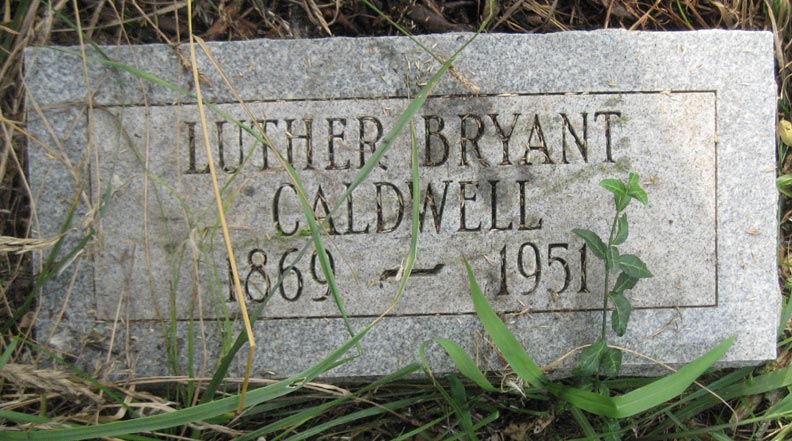 LUTHER BRYANT
CALDWELL
1869 — 1951